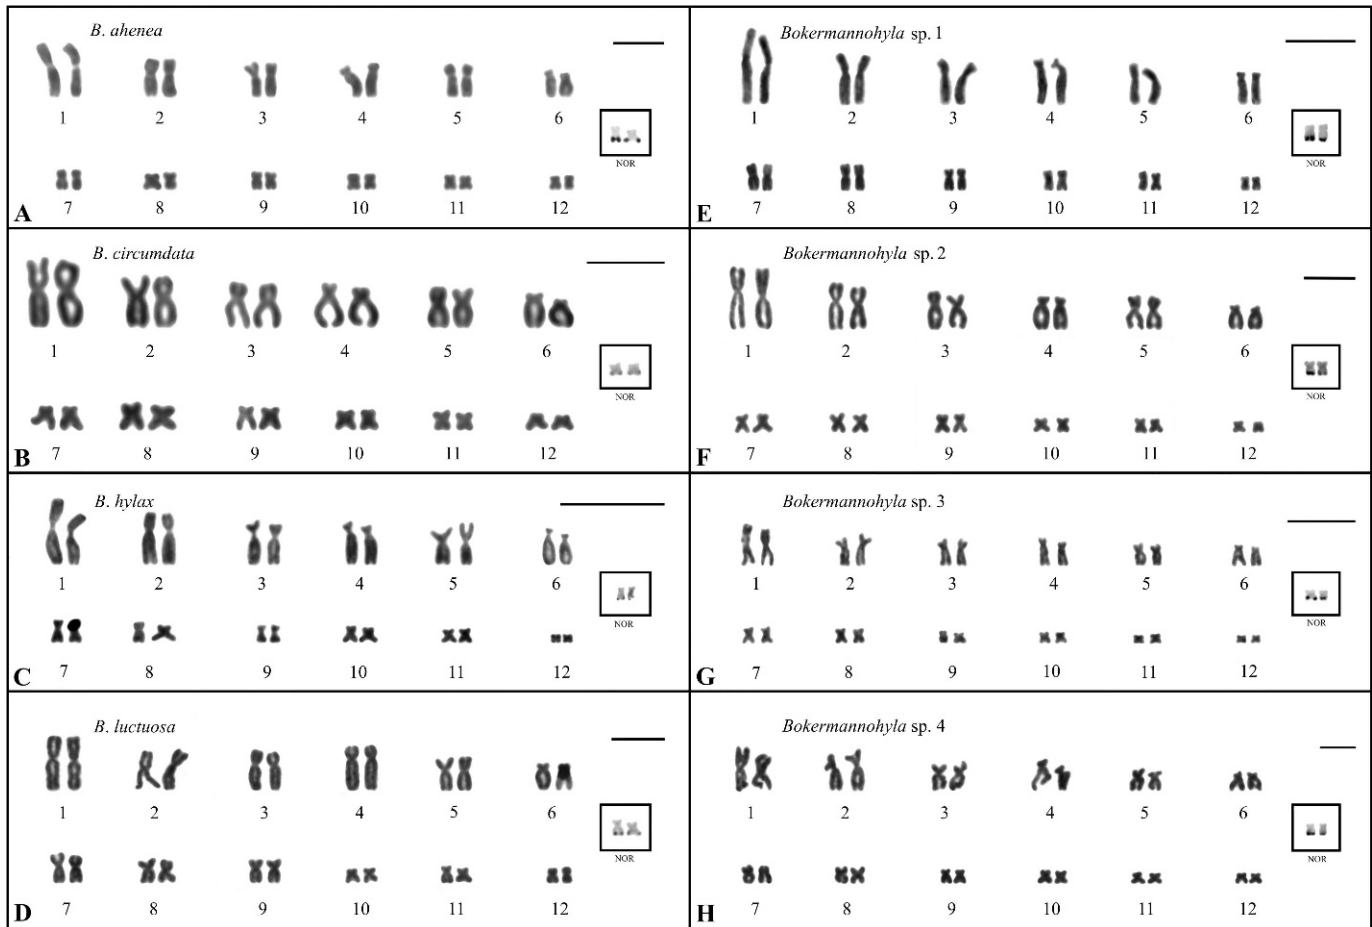 B. ahenea
1 2 3 4 5 6
NOR
7 8 9 10 11 12
A
B. circumdata
1 2 3 4 5 6
NOR
7 8 9 10 11 12
B
B. hylax
1 2 3 4 5 6
NOR
7 8 9 10 11 12
C
B. luctuosa
1 2 3 4 5 6
NOR
7 8 9 10 11 12
D
Bokermannohyla sp. 1
1 2 3 4 5 6
NOR
7 8 9 10 11 12
E
Bokermannohyla sp. 2
1 2 3 4 5 6
NOR
7 8 9 10 11 12
F
Bokermannohyla sp. 3
1 2 3 4 5 6
NOR
7 8 9 10 11 12
G
Bokermannohyla sp. 4
1 2 3 4 5 6
NOR
7 8 9 10 11 12
H